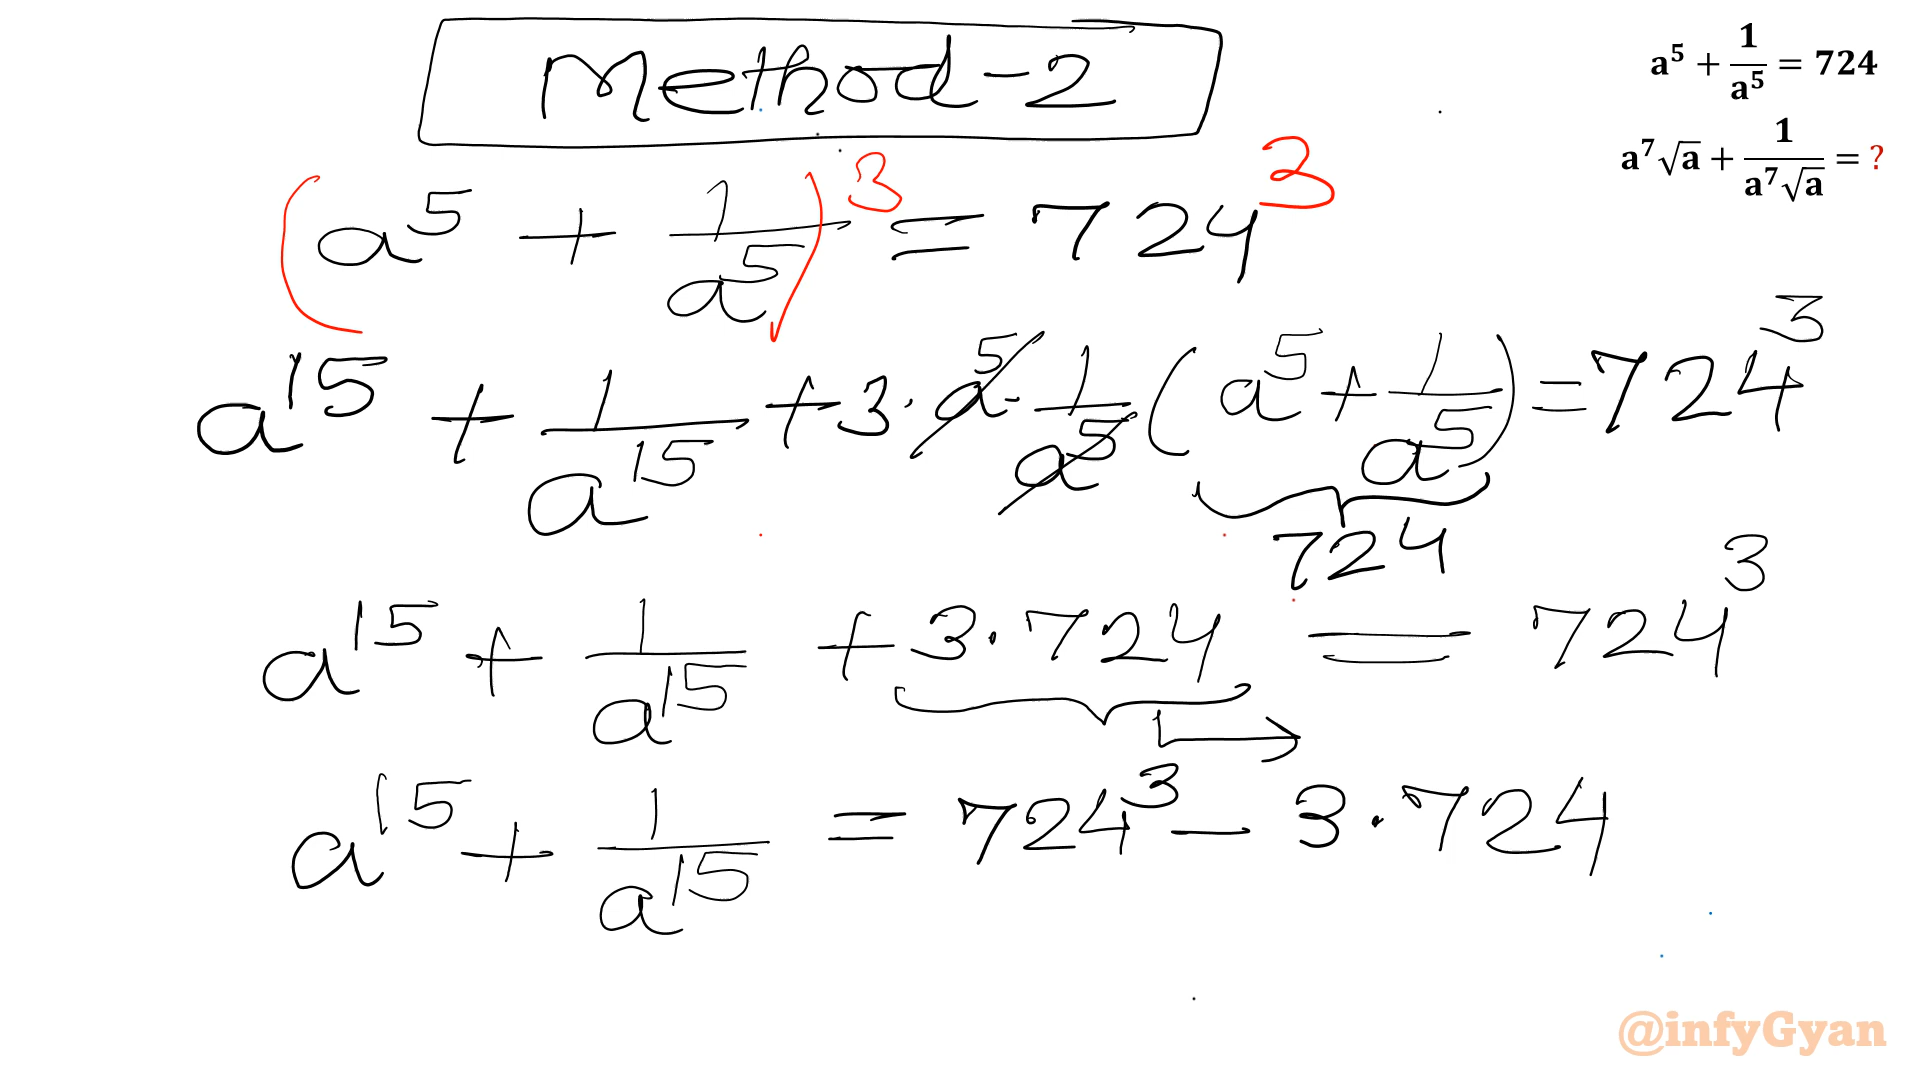 Method-2
a⁵ + 1/a⁵ = 724
a⁷√a + 1/(a⁷√a) = ?
(a⁵ + 1/a⁵)³ = 724³
a¹⁵ + 1/a¹⁵ + 3 · a⁵ · 1/a⁵ (a⁵ + 1/a⁵) = 724³
724
a¹⁵ + 1/a¹⁵ + 3 · 724 = 724³
a¹⁵ + 1/a¹⁵ = 724³ − 3 · 724
@infyGyan